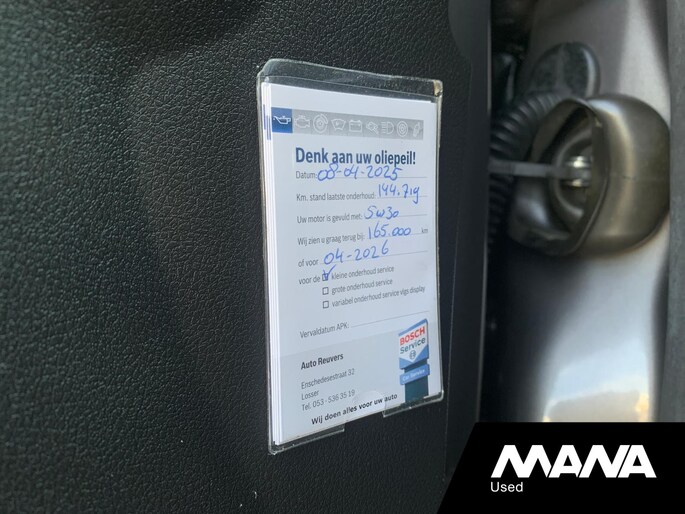 Denk aan uw oliepeil!
Datum: 08-04-2025
Km. stand laatste onderhoud: 144.719
Uw motor is gevuld met: 5W30
Wij zien u graag terug bij: 165.000 km
of voor 04-2026
voor de kleine onderhoud service
grote onderhoud service
variabel onderhoud service vlgs display
Vervaldatum APK:
BOSCH
Service
Auto Reuvers
Enschedesestraat 32
Losser
Tel. 053 - 536 35 19
Wij doen alles voor uw auto
MANA
Used